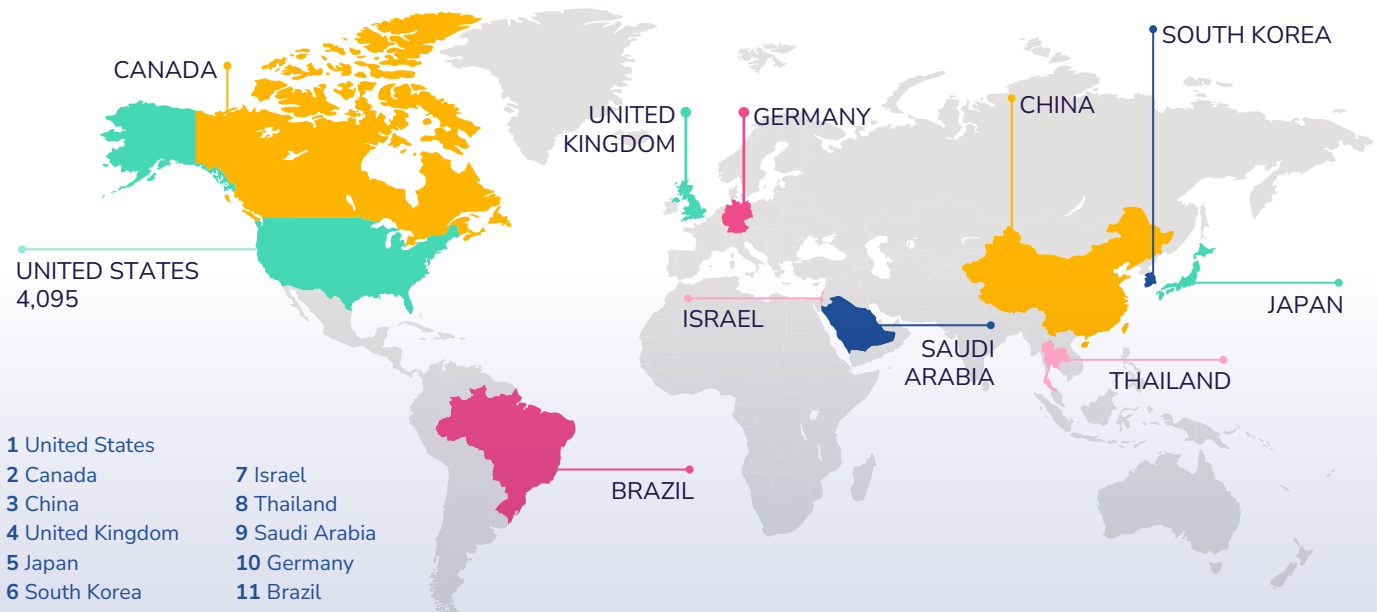 SOUTH KOREA
CANADA
CHINA
UNITED
KINGDOM
GERMANY
UNITED STATES
4,095
JAPAN
ISRAEL
SAUDI
ARABIA
THAILAND
BRAZIL
1 United States
2 Canada
3 China
4 United Kingdom
5 Japan
6 South Korea
7 Israel
8 Thailand
9 Saudi Arabia
10 Germany
11 Brazil